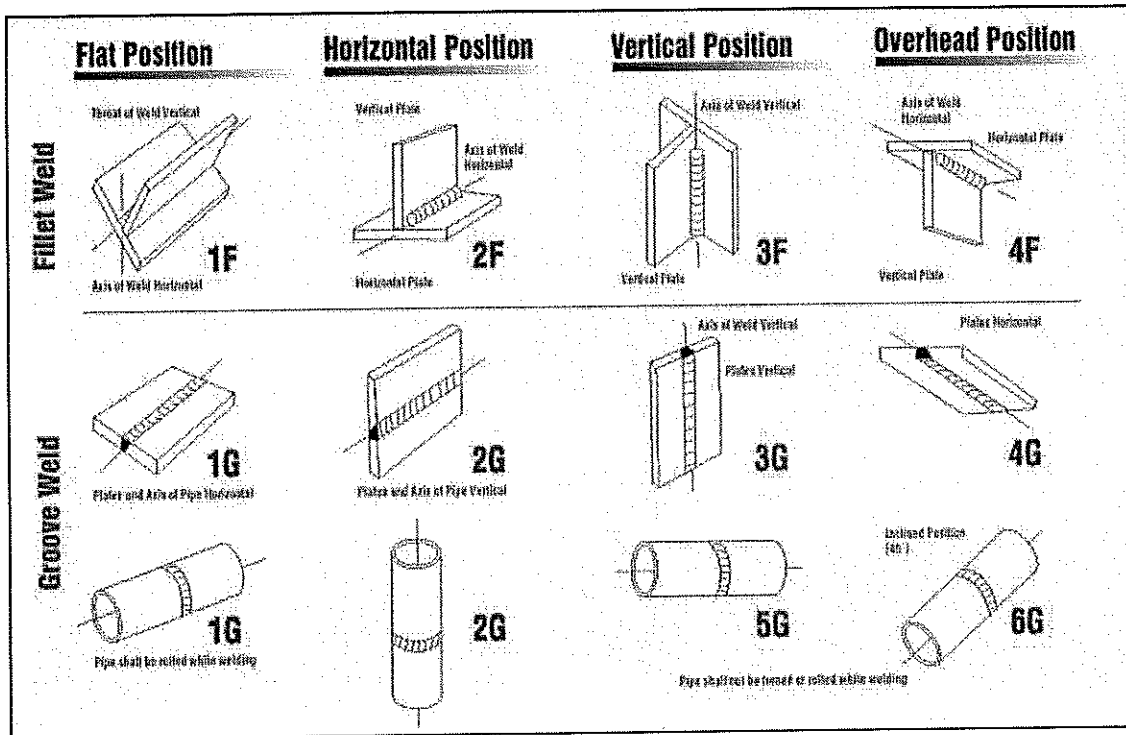 Flat Position
Horizontal Position
Vertical Position
Overhead Position
Fillet Weld
Throat of Weld Vertical
1F
Axis of Weld Horizontal
Vertical Plate
Axis of Weld
Horizontal
2F
Horizontal Plate
Axis of Weld Vertical
3F
Vertical Plate
Axis of Weld
Horizontal
Horizontal Plate
4F
Vertical Plate
Groove Weld
1G
Plates and Axis of Pipe Horizontal
2G
Plates and Axis of Pipe Vertical
Axis of Weld Vertical
Plates Vertical
3G
Plates Horizontal
4G
1G
Pipe shall be rolled while welding
2G
5G
Inclined Position
6G
Pipe shall not be turned or rolled while welding